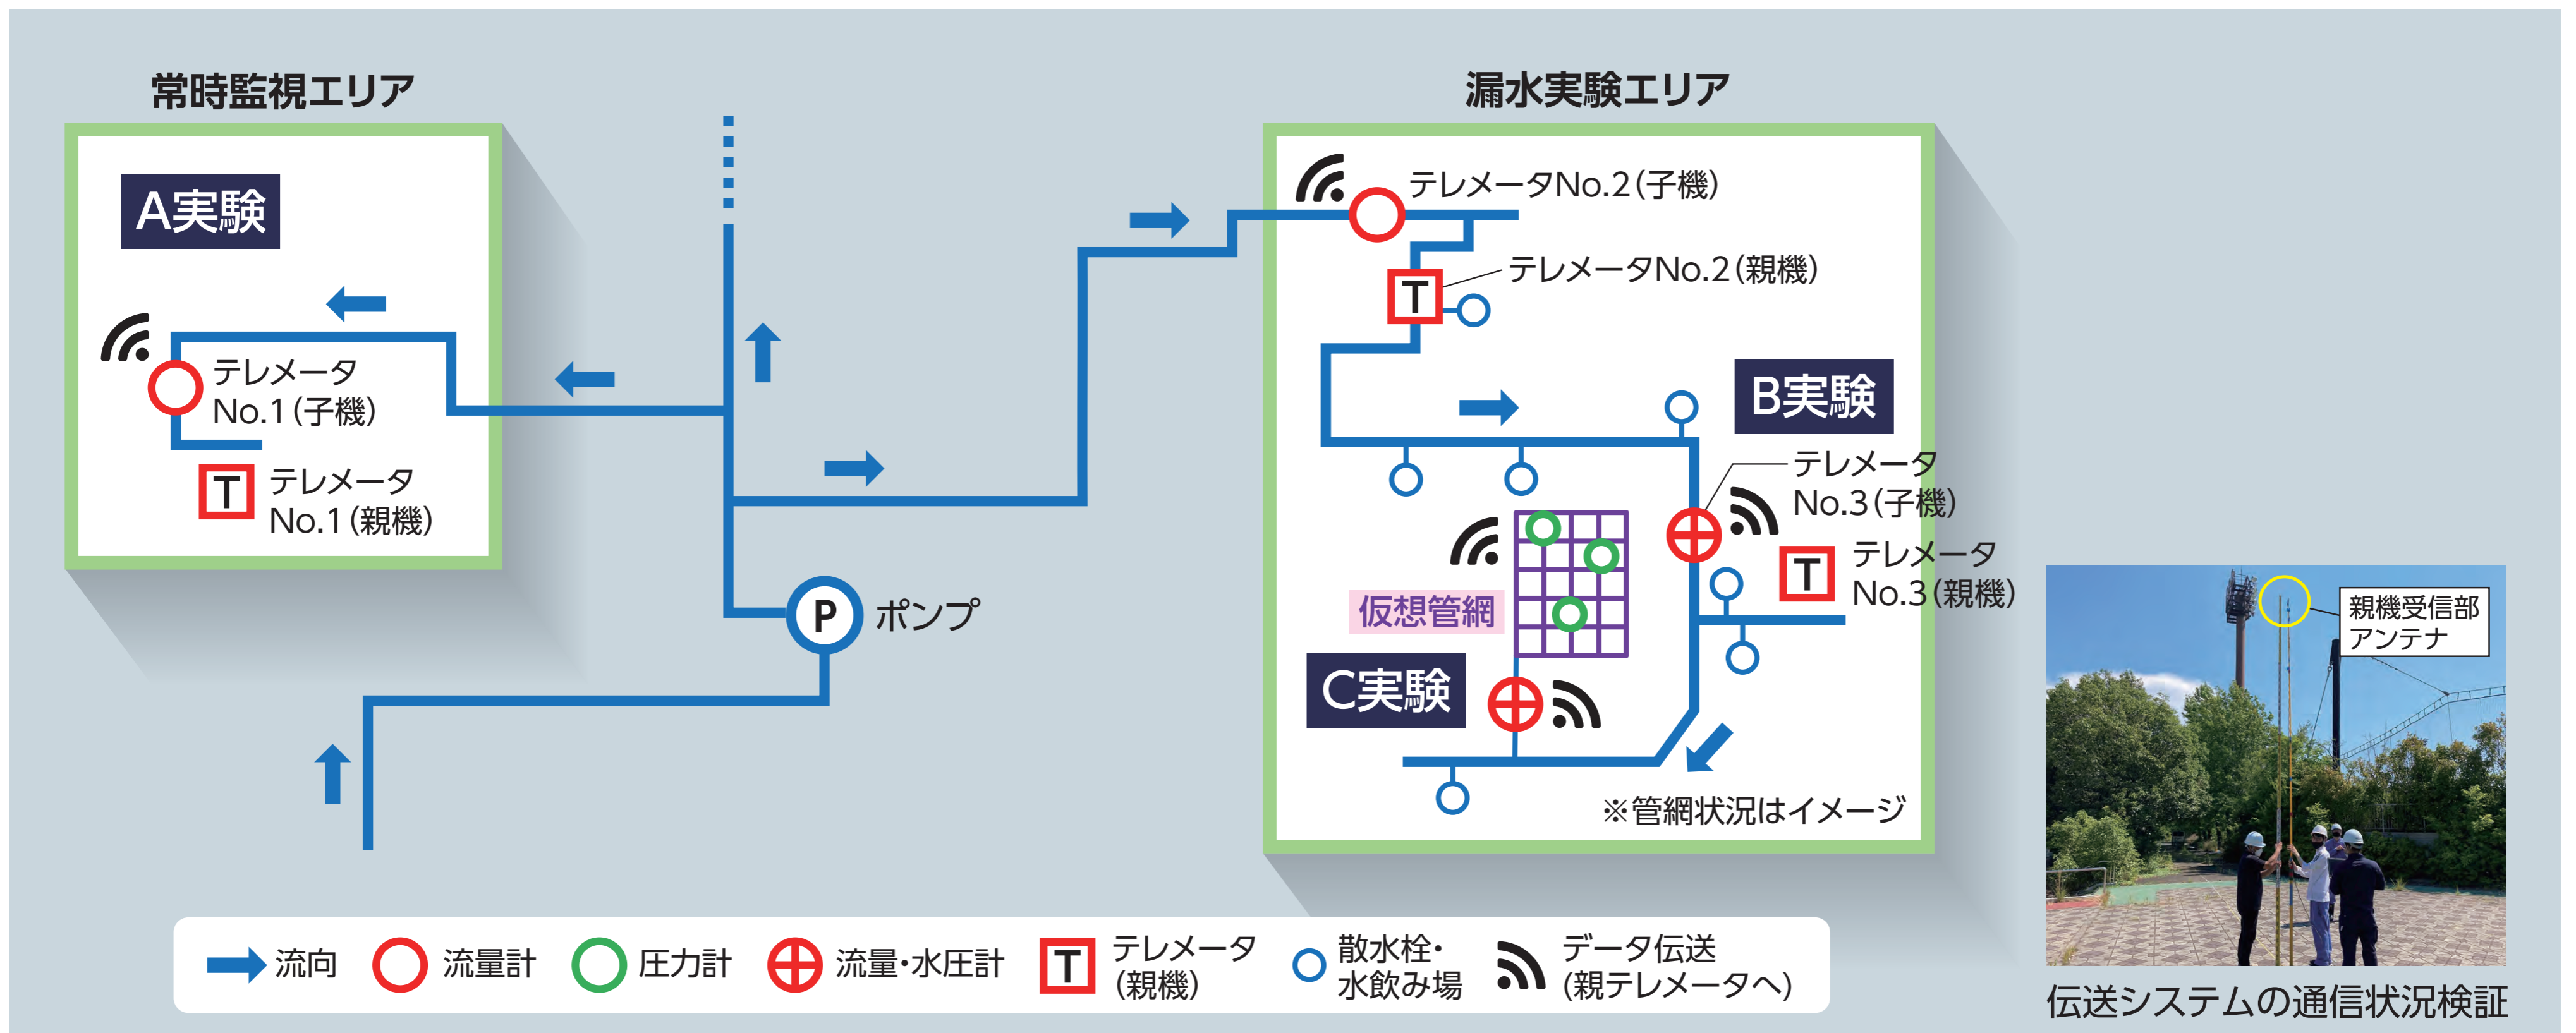 常時監視エリア
A実験
テレメータ
No.1(子機)
T
テレメータ
No.1(親機)
P
ポンプ
漏水実験エリア
テレメータNo.2(子機)
T
テレメータNo.2(親機)
B実験
テレメータ
No.3(子機)
T
テレメータ
No.3(親機)
仮想管網
C実験
※管網状況はイメージ
親機受信部
アンテナ
伝送システムの通信状況検証
流向
流量計
圧力計
流量・水圧計
T
テレメータ
(親機)
散水栓・
水飲み場
データ伝送
(親テレメータへ)